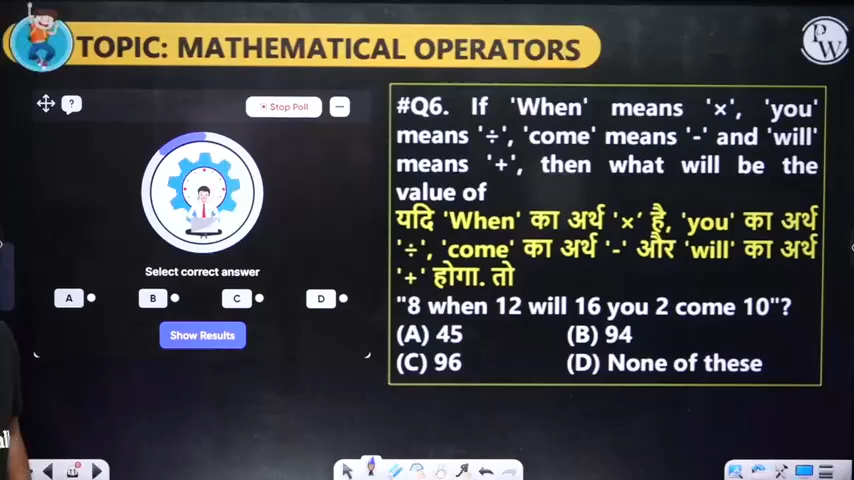 TOPIC: MATHEMATICAL OPERATORS
PW
?
Stop Poll
#Q6. If 'When' means '×', 'you'
means '÷', 'come' means '-' and 'will'
means '+', then what will be the
value of
यदि 'When' का अर्थ '×' है, 'you' का अर्थ
'÷', 'come' का अर्थ '-' और 'will' का अर्थ
'+' होगा. तो
"8 when 12 will 16 you 2 come 10"?
(A) 45 (B) 94
(C) 96 (D) None of these
Select correct answer
A B C D
Show Results